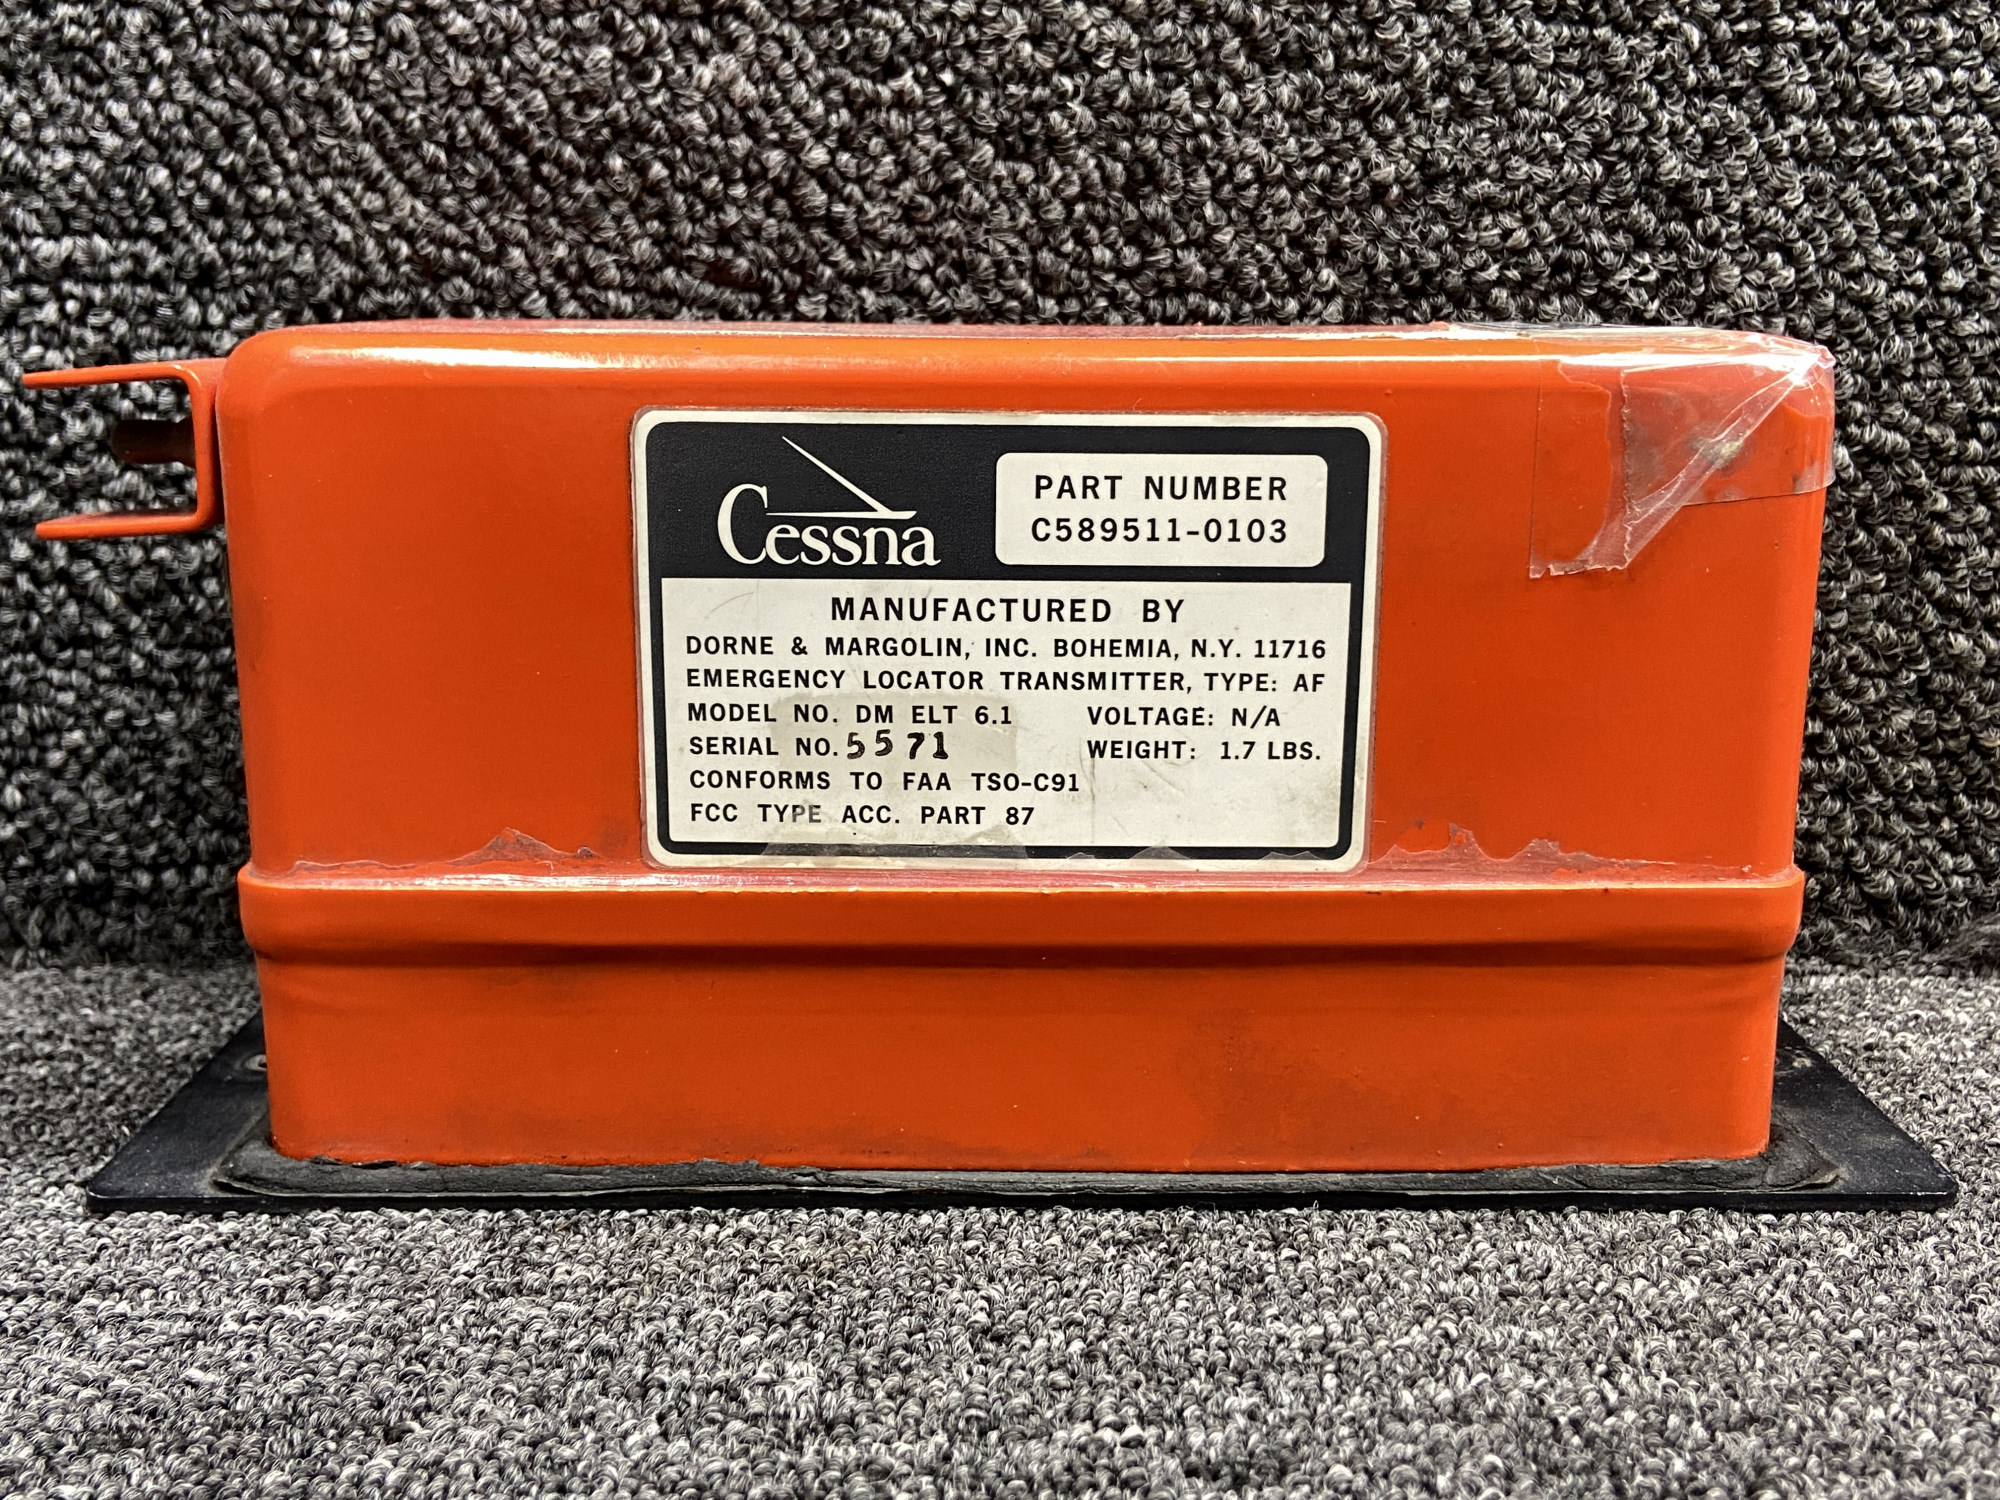 Cessna
PART NUMBER
C589511-0103
MANUFACTURED BY
DORNE & MARGOLIN, INC. BOHEMIA, N.Y. 11716
EMERGENCY LOCATOR TRANSMITTER, TYPE: AF
MODEL NO. DM ELT 6.1 VOLTAGE: N/A
SERIAL NO. 5571 WEIGHT: 1.7 LBS.
CONFORMS TO FAA TSO-C91
FCC TYPE ACC. PART 87